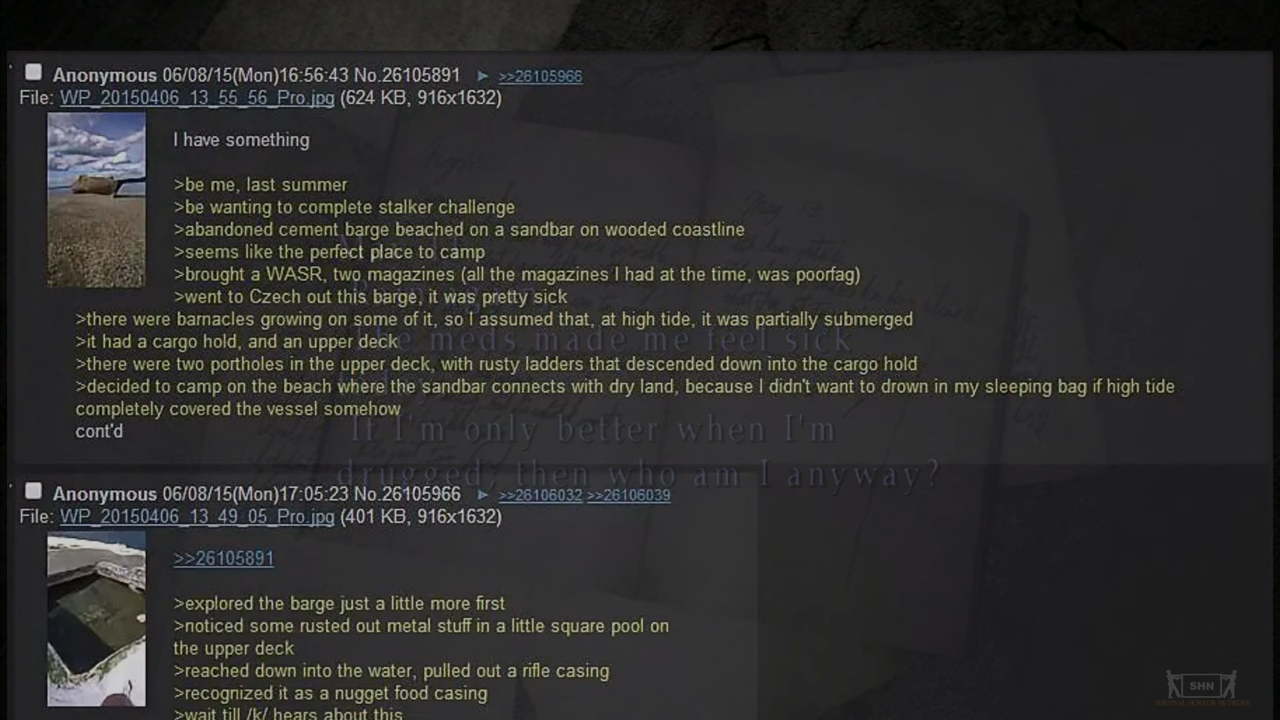 Anonymous 06/08/15(Mon)16:56:43 No.26105891 ► >>26105966
File: WP_20150406_13_55_56_Pro.jpg (624 KB, 916x1632)
I have something
>be me, last summer
>be wanting to complete stalker challenge
>abandoned cement barge beached on a sandbar on wooded coastline
>seems like the perfect place to camp
>brought a WASR, two magazines (all the magazines I had at the time, was poorfag)
>went to Czech out this barge, it was pretty sick
>there were barnacles growing on some of it, so I assumed that, at high tide, it was partially submerged
>it had a cargo hold, and an upper deck
>there were two portholes in the upper deck, with rusty ladders that descended down into the cargo hold
>decided to camp on the beach where the sandbar connects with dry land, because I didn't want to drown in my sleeping bag if high tide
completely covered the vessel somehow
cont'd
meds made me feel sick
If I'm only better when I'm
drugged, then who am I anyway?
Anonymous 06/08/15(Mon)17:05:23 No.26105966 ► >>26106032 >>26106039
File: WP_20150406_13_49_05_Pro.jpg (401 KB, 916x1632)
>>26105891
>explored the barge just a little more first
>noticed some rusted out metal stuff in a little square pool on
the upper deck
>reached down into the water, pulled out a rifle casing
>recognized it as a nugget food casing
>wait till /k/ hears about this
SHN